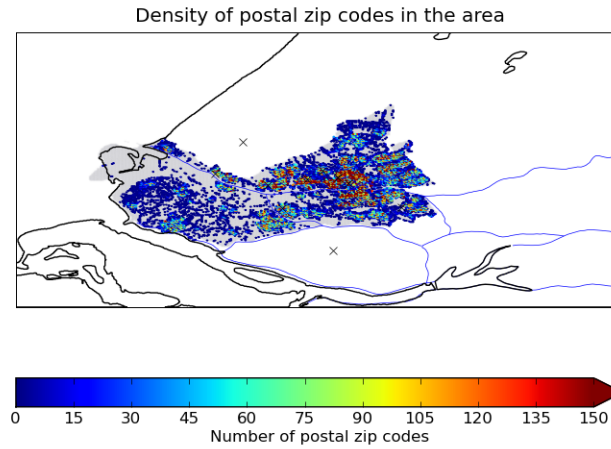 Density of postal zip codes in the area
0 15 30 45 60 75 90 105 120 135 150
Number of postal zip codes